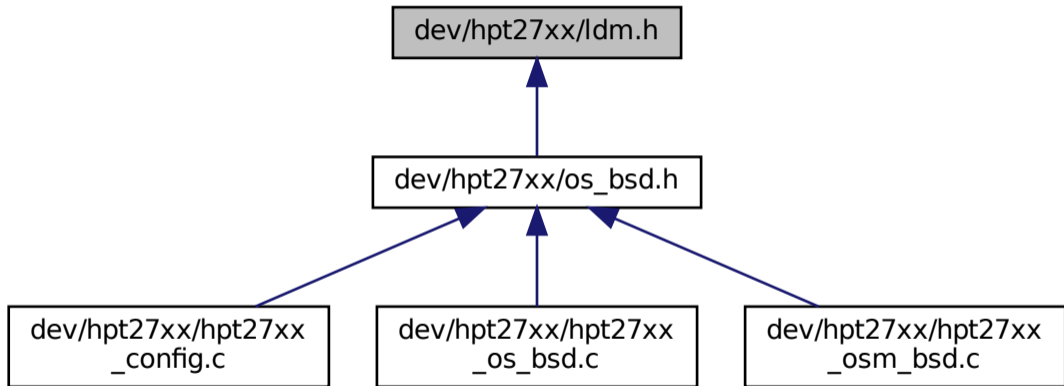 dev/hpt27xx/ldm.h
dev/hpt27xx/os_bsd.h
dev/hpt27xx/hpt27xx
_config.c
dev/hpt27xx/hpt27xx
_os_bsd.c
dev/hpt27xx/hpt27xx
_osm_bsd.c